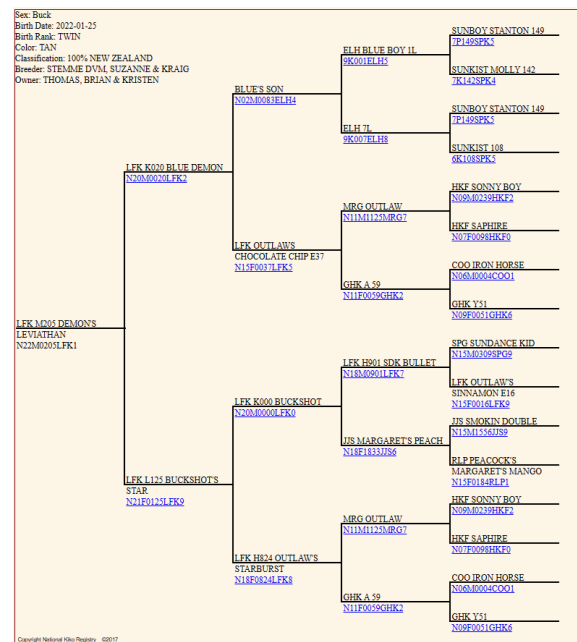 Sex: Buck
Birth Date: 2022-01-25
Birth Rank: TWIN
Color: TAN
Classification: 100% NEW ZEALAND
Breeder: STEMME DVM, SUZANNE & KRAIG
Owner: THOMAS, BRIAN & KRISTEN
LFK M205 DEMON'S
LEVIATHAN
N22M0205LFK1
LFK K020 BLUE DEMON
N20M0020LFK2
LFK L125 BUCKSHOT'S
STAR
N21F0125LFK9
BLUE'S SON
N02M0083ELH4
LFK OUTLAWS
CHOCOLATE CHIP E37
N15F0037LFK5
LFK K000 BUCKSHOT
N20M0000LFK0
LFK H824 OUTLAW'S
STARBURST
N18F0824LFK8
ELH BLUE BOY 1L
9K001ELH5
ELH 7L
9K007ELH8
MRG OUTLAW
N11M1125MRG7
GHK A 59
N11F0059GHK2
LFK H901 SDK BULLET
N18M0901LFK7
JJS MARGARET'S PEACH
N18F1833JJS6
MRG OUTLAW
N11M1125MRG7
GHK A 59
N11F0059GHK2
SUNBOY STANTON 149
7P149SPK5
SUNKIST MOLLY 142
7K142SPK4
SUNBOY STANTON 149
7P149SPK5
SUNKIST 108
6K108SPK5
HKF SONNY BOY
N09M0239HKF2
HKF SAPHIRE
N07F0098HKF0
COO IRON HORSE
N06M0004COO1
GHK Y51
N09F0051GHK6
SPG SUNDANCE KID
N15M0309SPG9
LFK OUTLAW'S
SINNAMON E16
N15F0016LFK9
JJS SMOKIN DOUBLE
N15M1556JJS9
RLP PEACOCK'S
MARGARET'S MANGO
N15F0184RLP1
HKF SONNY BOY
N09M0239HKF2
HKF SAPHIRE
N07F0098HKF0
COO IRON HORSE
N06M0004COO1
GHK Y51
N09F0051GHK6
Copyright National Kiko Registry ©2017